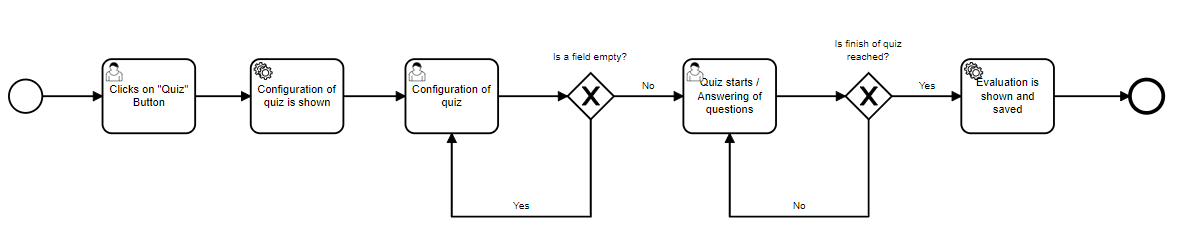 Clicks on "Quiz"
Button
Configuration of
quiz is shown
Configuration of
quiz
Is a field empty?
No
Yes
Quiz starts /
Answering of
questions
Is finish of quiz
reached?
Yes
No
Evaluation is
shown and
saved